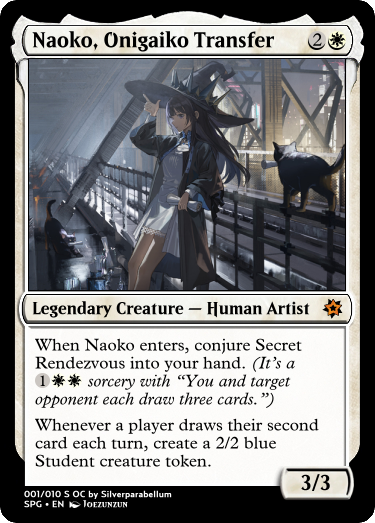 Naoko, Onigaiko Transfer 2
Legendary Creature — Human Artist
When Naoko enters, conjure Secret
Rendezvous into your hand. (It's a
1 sorcery with “You and target
opponent each draw three cards.”)
Whenever a player draws their second
card each turn, create a 2/2 blue
Student creature token.
3/3
001/010 S OC by Silverparabellum
SPG • EN JOEZUNZUN